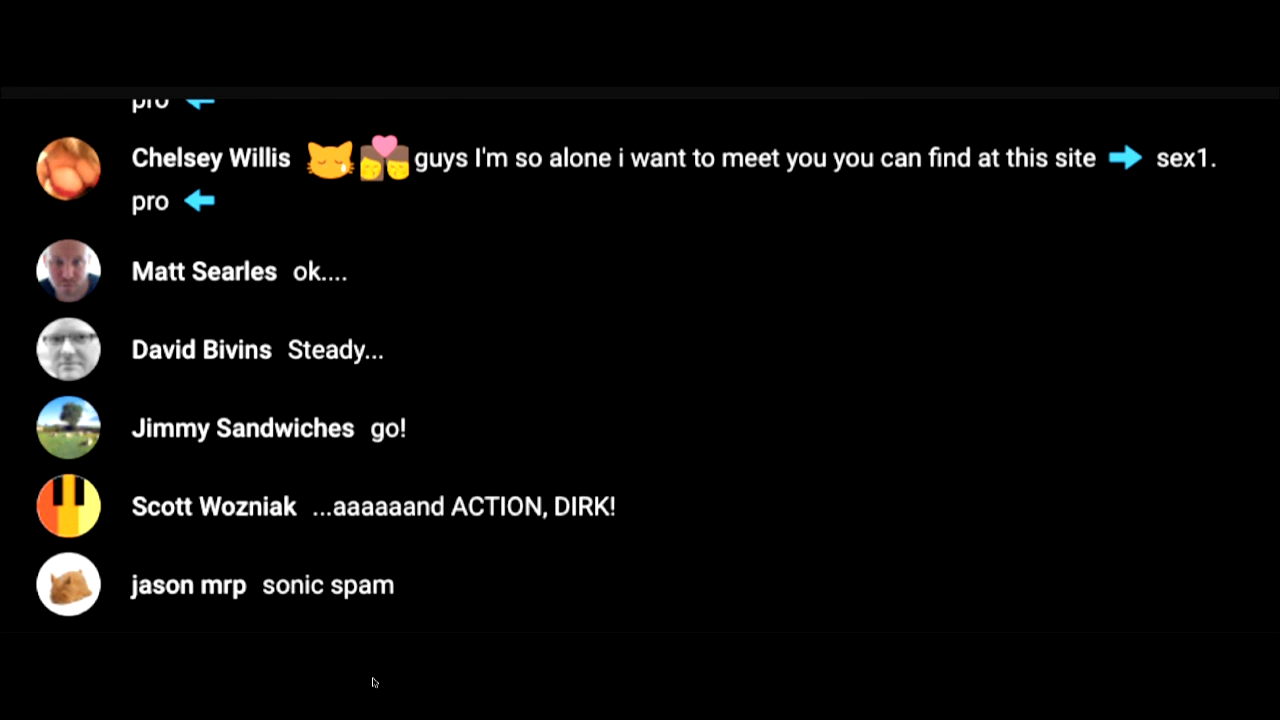 pro
Chelsey Willis guys I'm so alone i want to meet you you can find at this site sex1.
pro
Matt Searles ok....
David Bivins Steady...
Jimmy Sandwiches go!
Scott Wozniak ...aaaaaand ACTION, DIRK!
jason mrp sonic spam